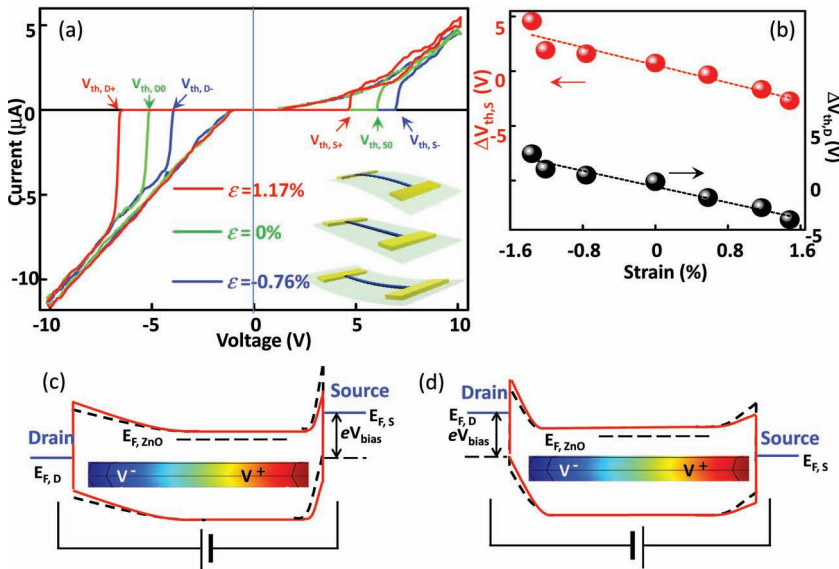 (a)
V_th, D+
V_th, D0
V_th, D-
V_th, S+
V_th, S0
V_th, S-
ε=1.17%
ε=0%
ε=-0.76%
5
0
-5
-10
Current (μA)
-10
-5
0
5
10
Voltage (V)
(b)
5
0
-5
ΔV_th,S (V)
5
0
-5
ΔV_th,D (V)
-1.6
-0.8
0
0.8
1.6
Strain (%)
(c)
Source
E_F, S
eV_bias
E_F, ZnO
Drain
E_F, D
V^-
V^+
(d)
Drain
E_F, D
eV_bias
E_F, ZnO
Source
E_F, S
V^-
V^+